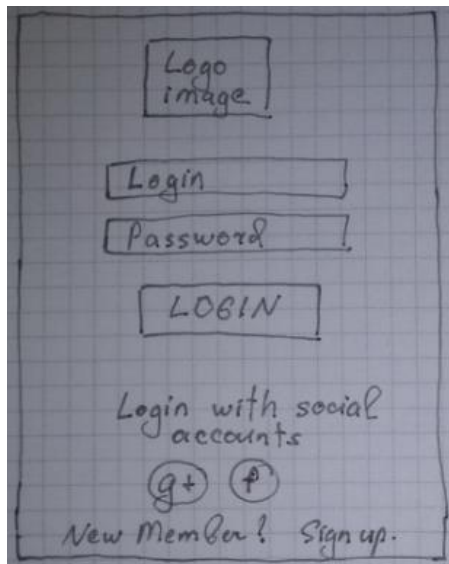 Logo
image
Login
Password
LOGIN
Login with social
accounts
g+ f
New Member? Sign up.